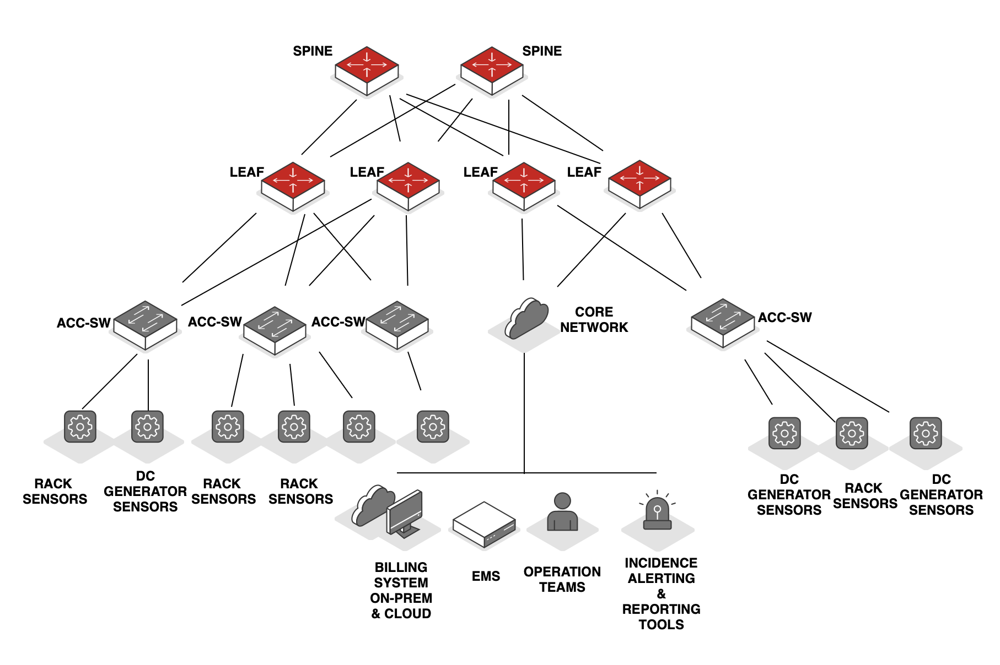 SPINE
SPINE
LEAF
LEAF
LEAF
LEAF
ACC-SW
ACC-SW
ACC-SW
CORE
NETWORK
ACC-SW
RACK
SENSORS
DC
GENERATOR
SENSORS
RACK
SENSORS
RACK
SENSORS
DC
GENERATOR
SENSORS
RACK
SENSORS
DC
GENERATOR
SENSORS
BILLING
SYSTEM
ON-PREM
& CLOUD
EMS
OPERATION
TEAMS
INCIDENCE
ALERTING
&
REPORTING
TOOLS